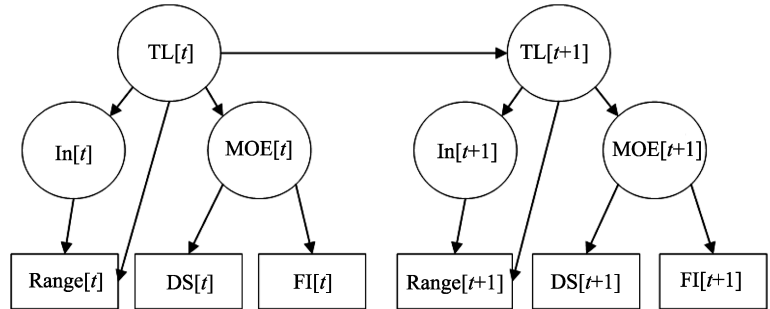 TL[t] TL[t+1]
In[t] MOE[t] In[t+1] MOE[t+1]
Range[t] DS[t] FI[t] Range[t+1] DS[t+1] FI[t+1]